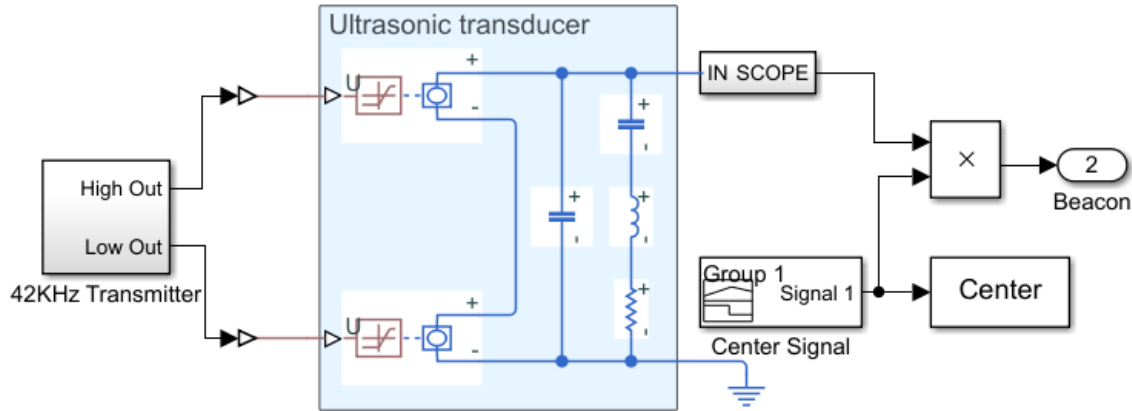 Ultrasonic transducer
U
+
-
IN SCOPE
+
-
High Out
Low Out
42KHz Transmitter
×
2
Beacon
+
-
+
-
Group 1
Signal 1
Center Signal
Center
U
+
-
+
-